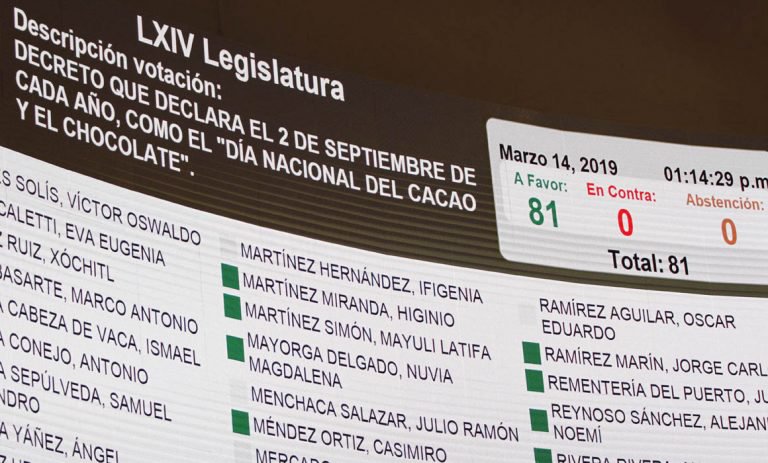 LXIV Legislatura
Descripción votación:
DECRETO QUE DECLARA EL 2 DE SEPTIEMBRE DE
CADA AÑO, COMO EL "DÍA NACIONAL DEL CACAO
Y EL CHOCOLATE".
Marzo 14, 2019 01:14:29 p.m
A Favor: En Contra: Abstención:
81 0 0
Total: 81
SOLÍS, VÍCTOR OSWALDO
CALETTI, EVA EUGENIA
RUIZ, XÓCHITL
BASARTE, MARCO ANTONIO
CABEZA DE VACA, ISMAEL
CONEJO, ANTONIO
SEPÚLVEDA, SAMUEL
YÁÑEZ, ÁNGEL
MARTÍNEZ HERNÁNDEZ, IFIGENIA
MARTÍNEZ MIRANDA, HIGINIO
MARTÍNEZ SIMÓN, MAYULI LATIFA
MAYORGA DELGADO, NUVIA
MAGDALENA
MENCHACA SALAZAR, JULIO RAMÓN
MÉNDEZ ORTIZ, CASIMIRO
MERCADO
RAMÍREZ AGUILAR, OSCAR
EDUARDO
RAMÍREZ MARÍN, JORGE CARL
REMENTERÍA DEL PUERTO, JU
REYNOSO SÁNCHEZ, ALEJAN
NOEMÍ
RIVERA RIVERA